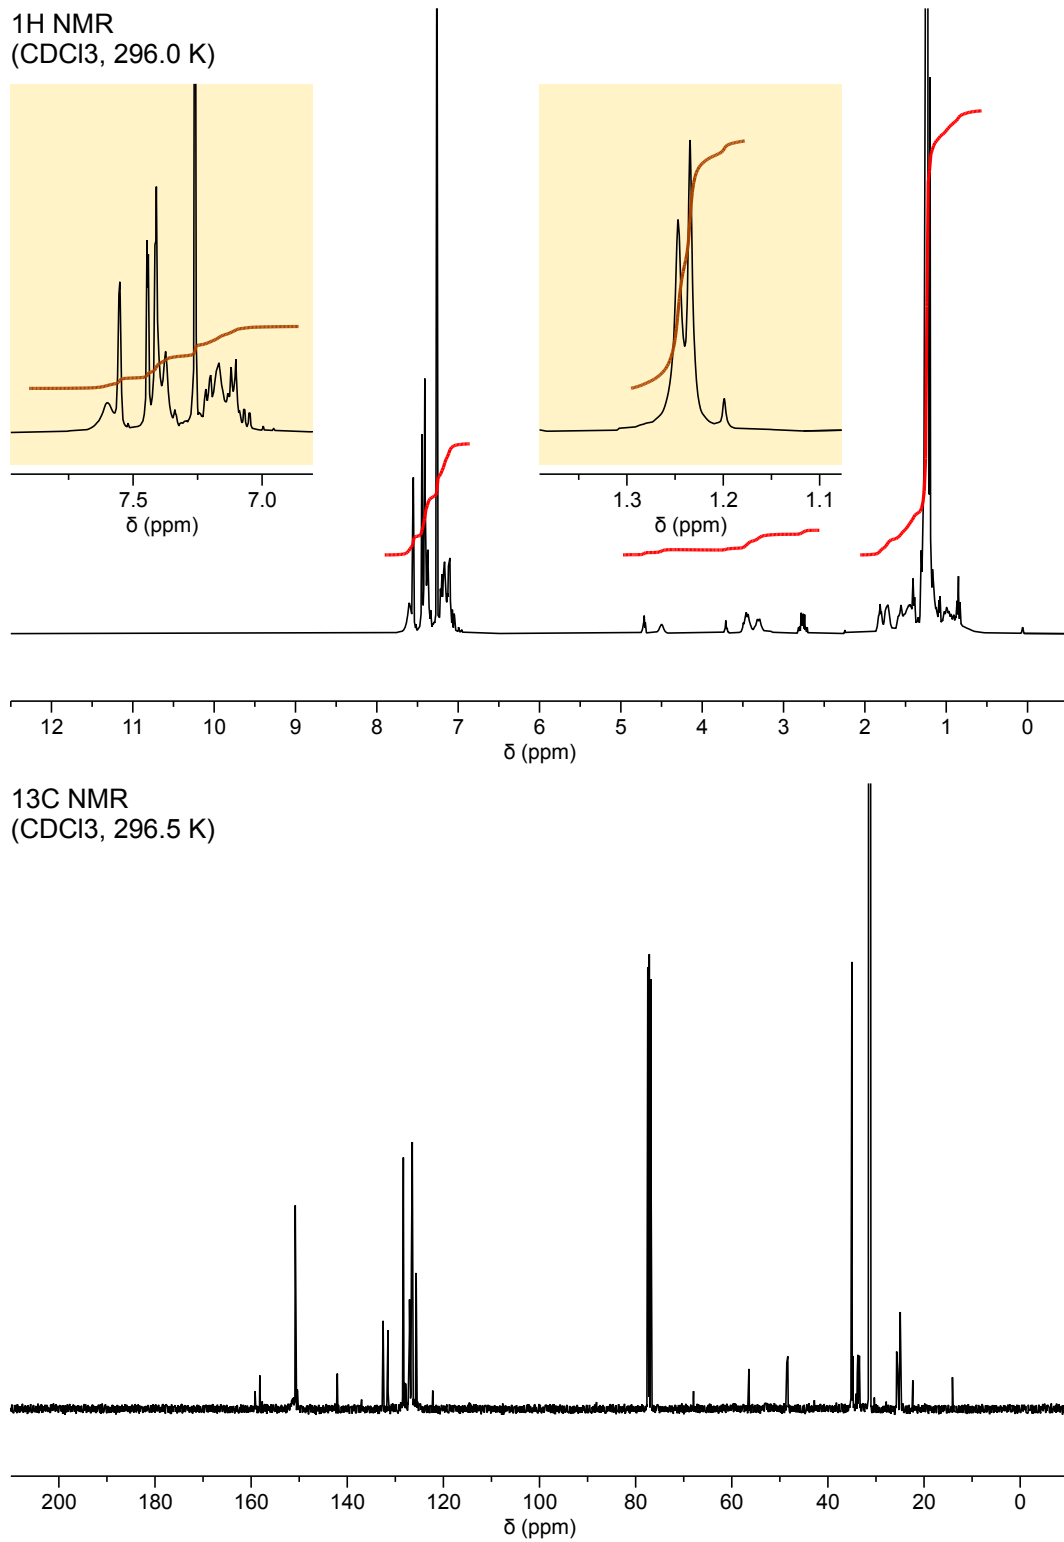 1H NMR
(CDCl3, 296.0 K)
7.5 7.0
δ (ppm)
1.3 1.2 1.1
δ (ppm)
12 11 10 9 8 7 6 5 4 3 2 1 0
δ (ppm)
13C NMR
(CDCl3, 296.5 K)
200 180 160 140 120 100 80 60 40 20 0
δ (ppm)